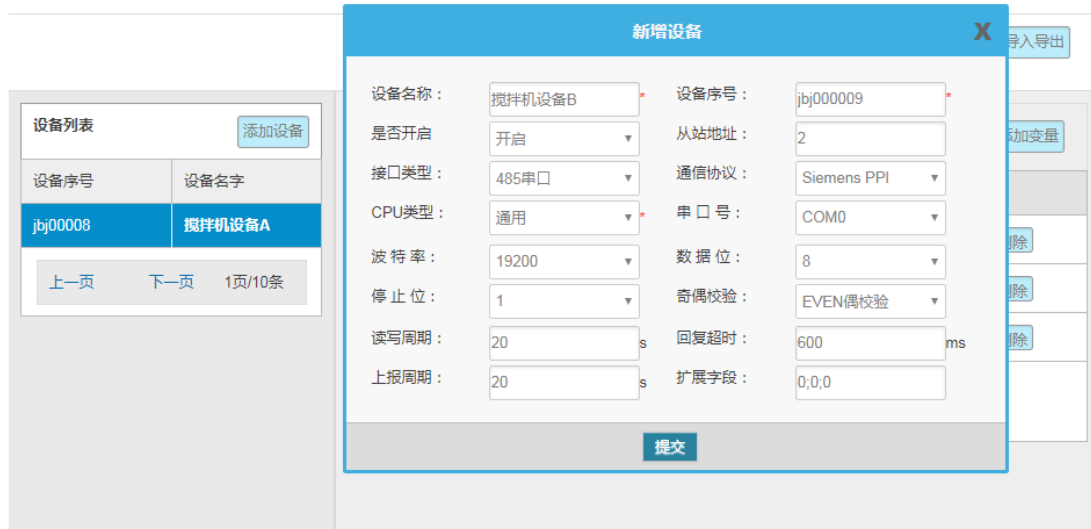 新增设备 X
导入导出
设备列表 添加设备
设备序号 设备名字
jbj00008 搅拌机设备A
上一页 下一页 1页/10条
设备名称： 搅拌机设备B * 设备序号： jbj000009 *
是否开启 开启 从站地址： 2
接口类型： 485串口 通信协议： Siemens PPI
CPU类型： 通用 * 串 口 号： COM0
波 特 率： 19200 数 据 位： 8
停 止 位： 1 奇偶校验： EVEN偶校验
读写周期： 20 s 回复超时： 600 ms
上报周期： 20 s 扩展字段： 0;0;0
提交
加变量
除
除
除